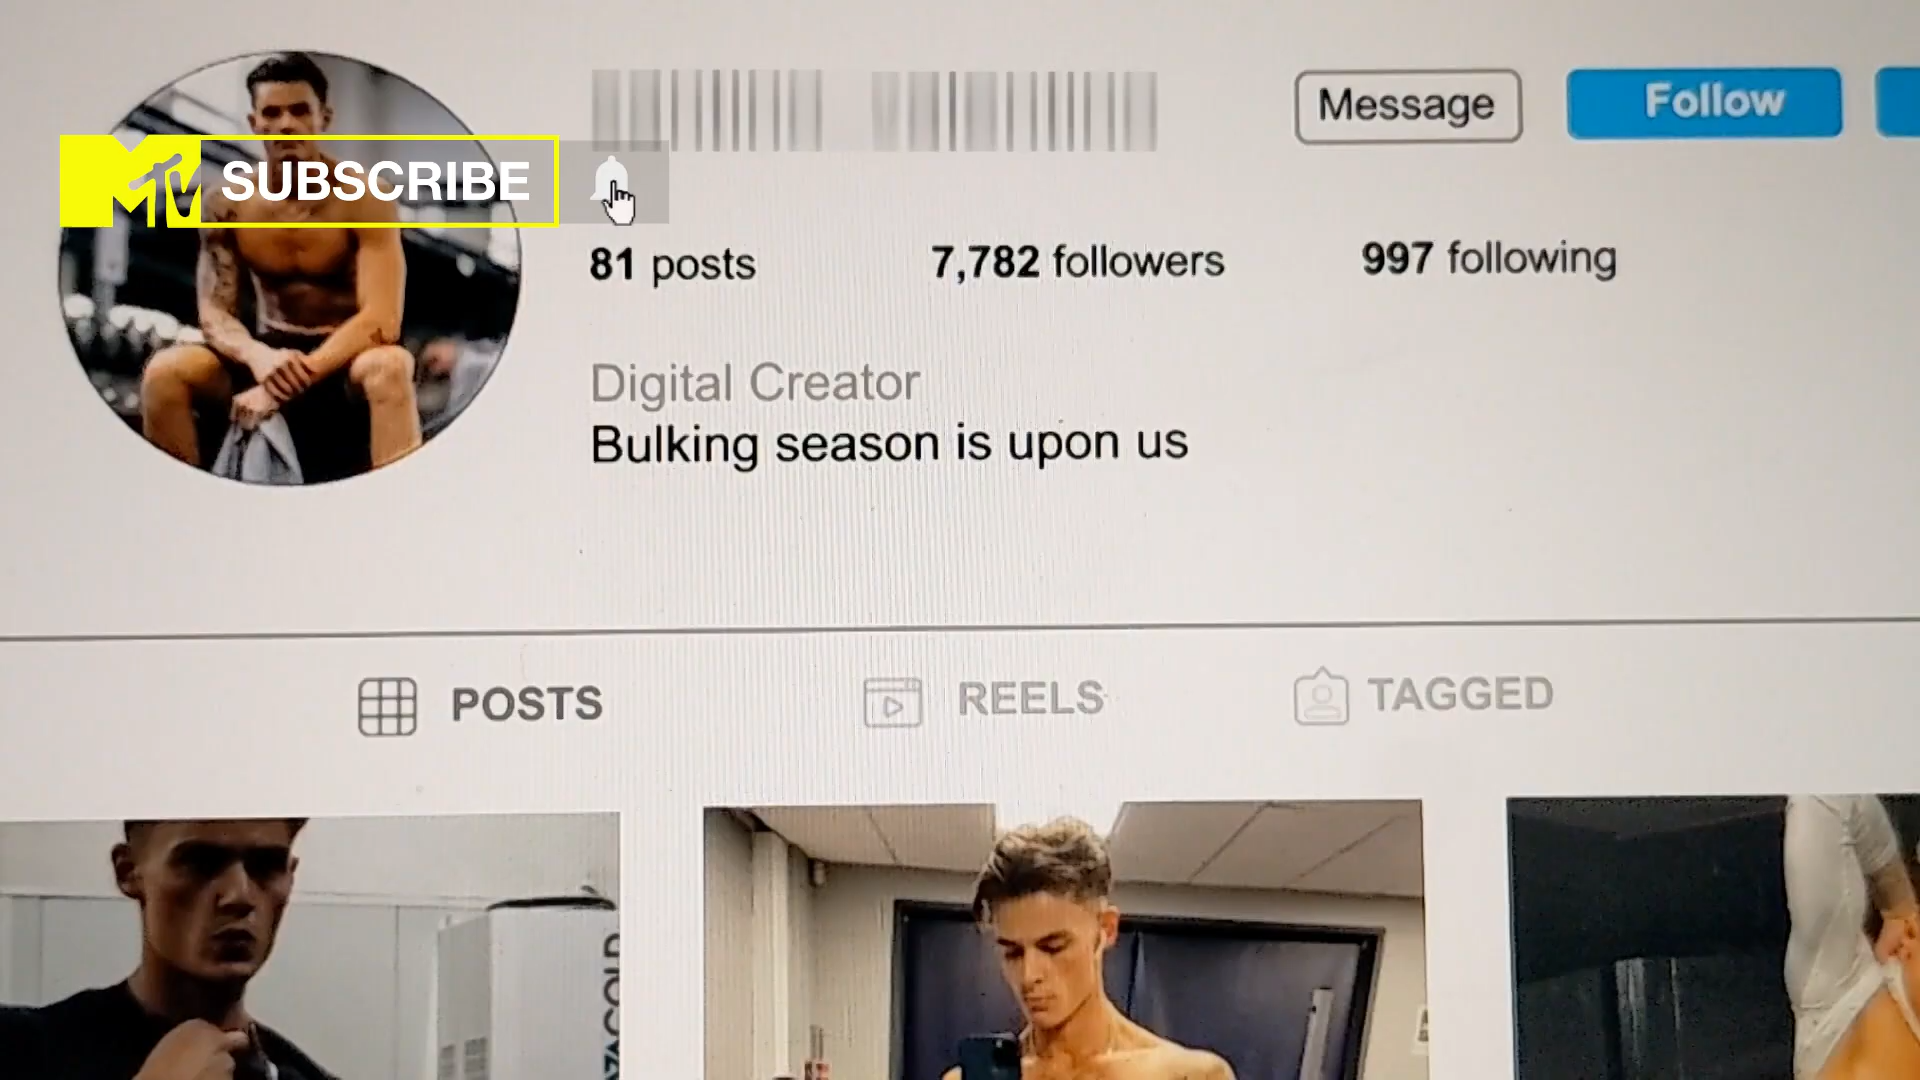 Message
Follow
MTV SUBSCRIBE
81 posts
7,782 followers
997 following
Digital Creator
Bulking season is upon us
POSTS
REELS
TAGGED